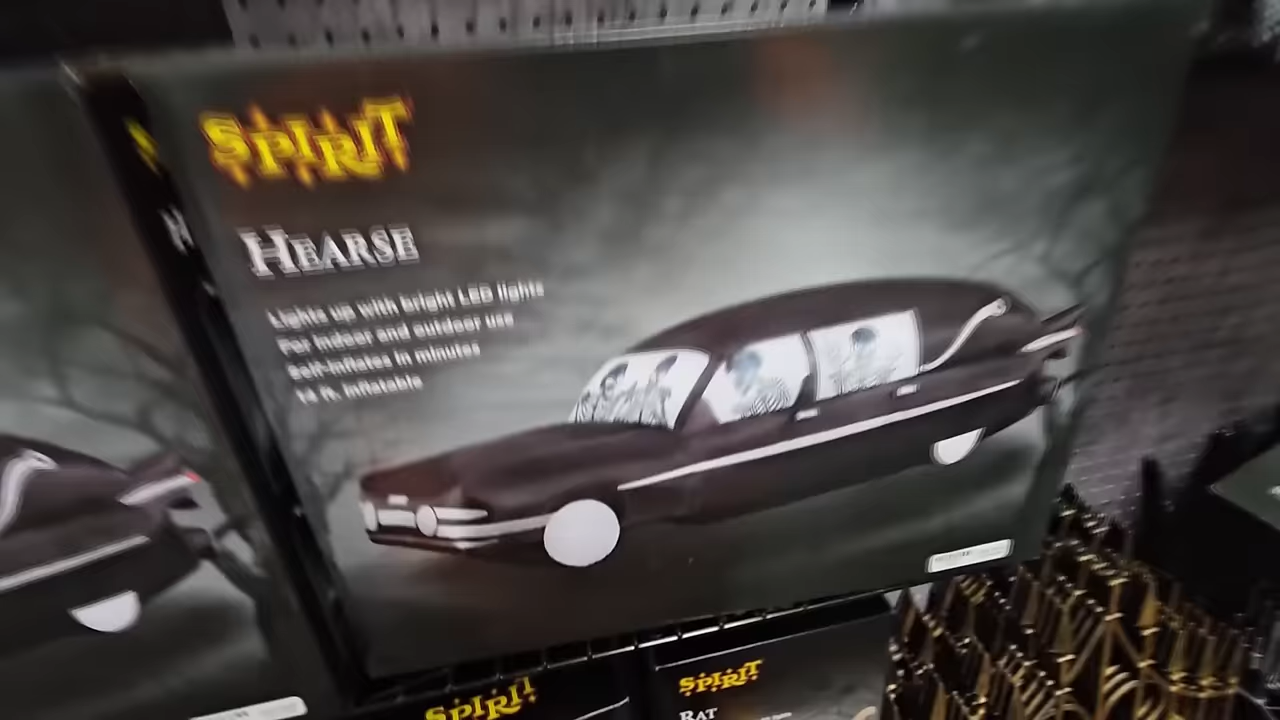 SPIRIT
HEARSE
Lights up with bright LED lights
For indoor and outdoor use
Self-inflates in minutes
ft. inflatable
H
SPIRIT
SPIRIT
RAT